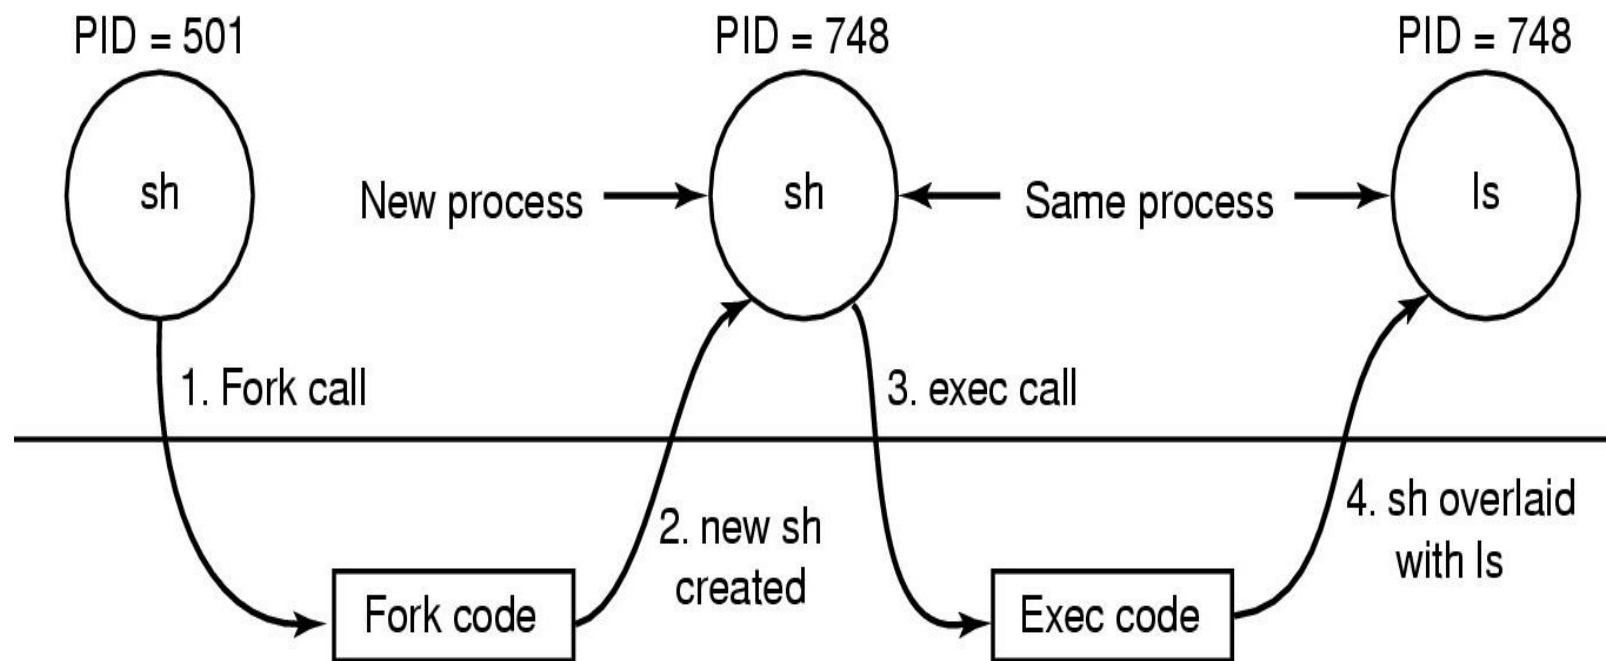 PID = 501
PID = 748
PID = 748
sh
New process
sh
Same process
ls
1. Fork call
3. exec call
2. new sh
created
4. sh overlaid
with ls
Fork code
Exec code